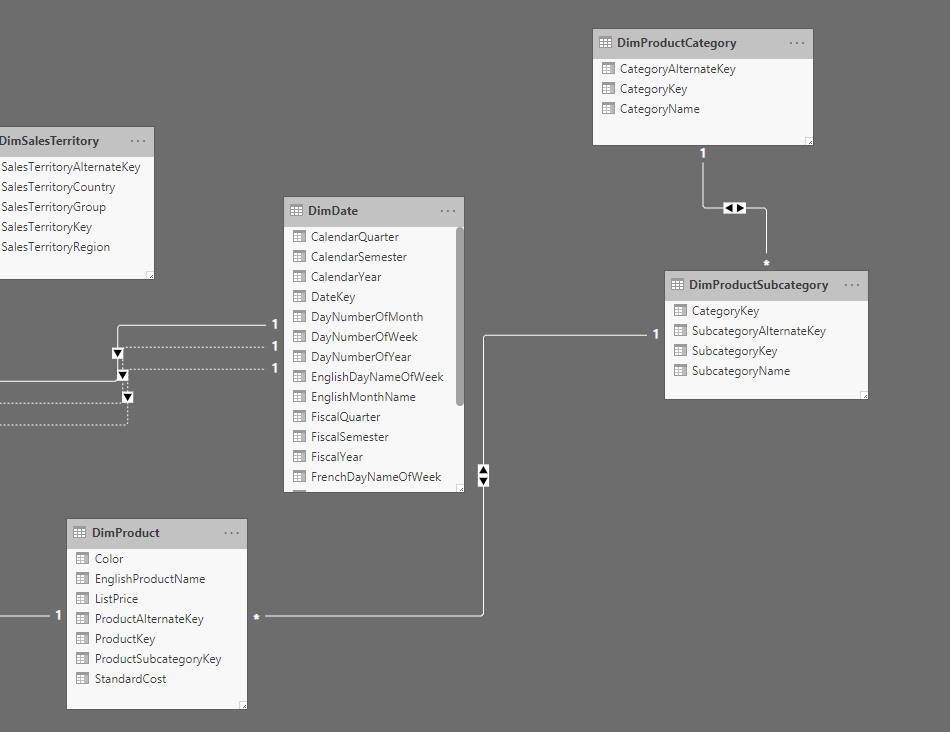 DimProductCategory ...
CategoryAlternateKey
CategoryKey
CategoryName
1
*
DimSalesTerritory ...
SalesTerritoryAlternateKey
SalesTerritoryCountry
SalesTerritoryGroup
SalesTerritoryKey
SalesTerritoryRegion
DimDate ...
CalendarQuarter
CalendarSemester
CalendarYear
DateKey
DayNumberOfMonth
DayNumberOfWeek
DayNumberOfYear
EnglishDayNameOfWeek
EnglishMonthName
FiscalQuarter
FiscalSemester
FiscalYear
FrenchDayNameOfWeek
1
1
1
DimProductSubcategory ...
CategoryKey
SubcategoryAlternateKey
SubcategoryKey
SubcategoryName
1
DimProduct ...
Color
EnglishProductName
ListPrice
ProductAlternateKey
ProductKey
ProductSubcategoryKey
StandardCost
1
*